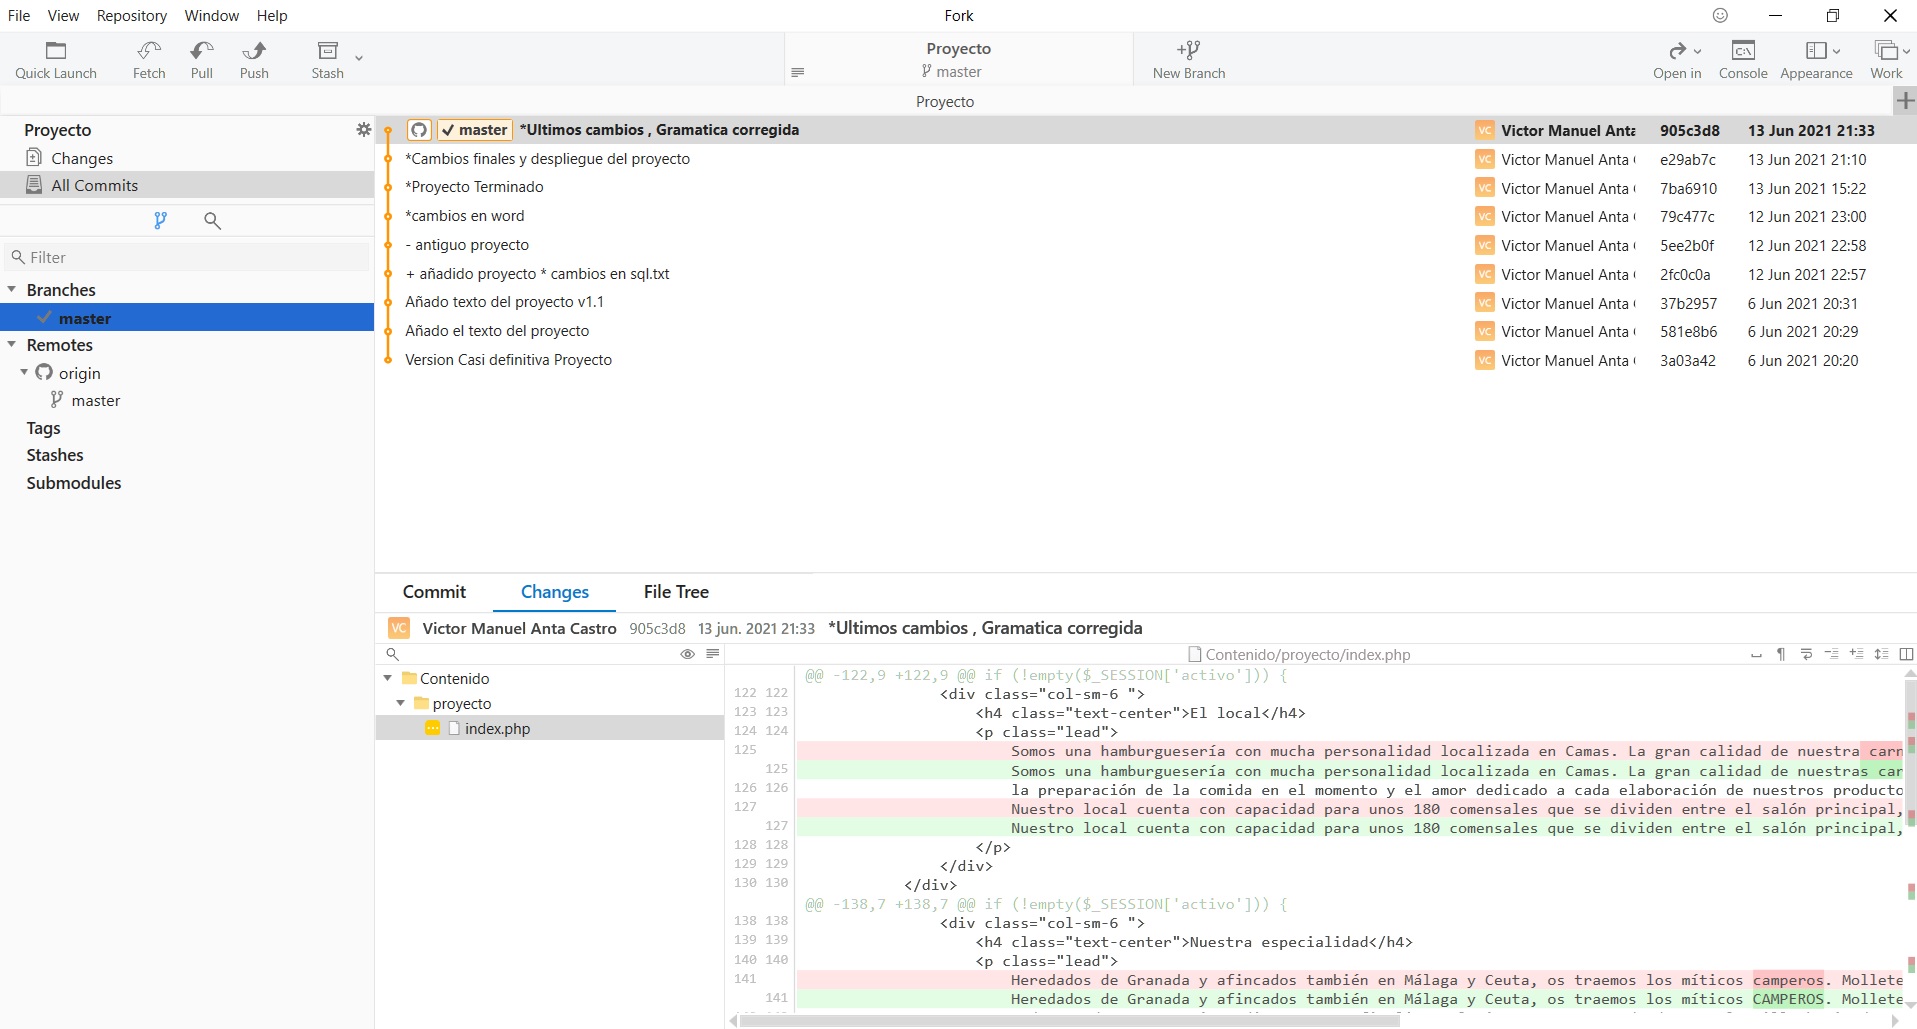 File View Repository Window Help Fork
Quick Launch Fetch Pull Push Stash Proyecto master New Branch Open in Console Appearance Work
Proyecto
Proyecto
Changes
All Commits
Filter
Branches
master
Remotes
origin
master
Tags
Stashes
Submodules
master *Ultimos cambios , Gramatica corregida VC Victor Manuel Anta 905c3d8 13 Jun 2021 21:33
*Cambios finales y despliegue del proyecto VC Victor Manuel Anta e29ab7c 13 Jun 2021 21:10
*Proyecto Terminado VC Victor Manuel Anta 7ba6910 13 Jun 2021 15:22
*cambios en word VC Victor Manuel Anta 79c477c 12 Jun 2021 23:00
- antiguo proyecto VC Victor Manuel Anta 5ee2b0f 12 Jun 2021 22:58
+ añadido proyecto * cambios en sql.txt VC Victor Manuel Anta 2fc0c0a 12 Jun 2021 22:57
Añado texto del proyecto v1.1 VC Victor Manuel Anta 37b2957 6 Jun 2021 20:31
Añado el texto del proyecto VC Victor Manuel Anta 581e8b6 6 Jun 2021 20:29
Version Casi definitiva Proyecto VC Victor Manuel Anta 3a03a42 6 Jun 2021 20:20
Commit Changes File Tree
VC Victor Manuel Anta Castro 905c3d8 13 jun. 2021 21:33 *Ultimos cambios , Gramatica corregida
Contenido/proyecto/index.php
Contenido
proyecto
index.php
@@ -122,9 +122,9 @@ if (!empty($_SESSION['activo'])) {
122 122 <div class="col-sm-6 ">
123 123 <h4 class="text-center">El local</h4>
124 124 <p class="lead">
125 Somos una hamburguesería con mucha personalidad localizada en Camas. La gran calidad de nuestra carn
125 Somos una hamburguesería con mucha personalidad localizada en Camas. La gran calidad de nuestras car
126 126 la preparación de la comida en el momento y el amor dedicado a cada elaboración de nuestros producto
127 Nuestro local cuenta con capacidad para unos 180 comensales que se dividen entre el salón principal,
127 Nuestro local cuenta con capacidad para unos 180 comensales que se dividen entre el salón principal,
128 128 </p>
129 129 </div>
130 130 </div>
@@ -138,7 +138,7 @@ if (!empty($_SESSION['activo'])) {
138 138 <div class="col-sm-6 ">
139 139 <h4 class="text-center">Nuestra especialidad</h4>
140 140 <p class="lead">
141 Heredados de Granada y afincados también en Málaga y Ceuta, os traemos los míticos camperos. Mollete
141 Heredados de Granada y afincados también en Málaga y Ceuta, os traemos los míticos CAMPEROS. Mollete